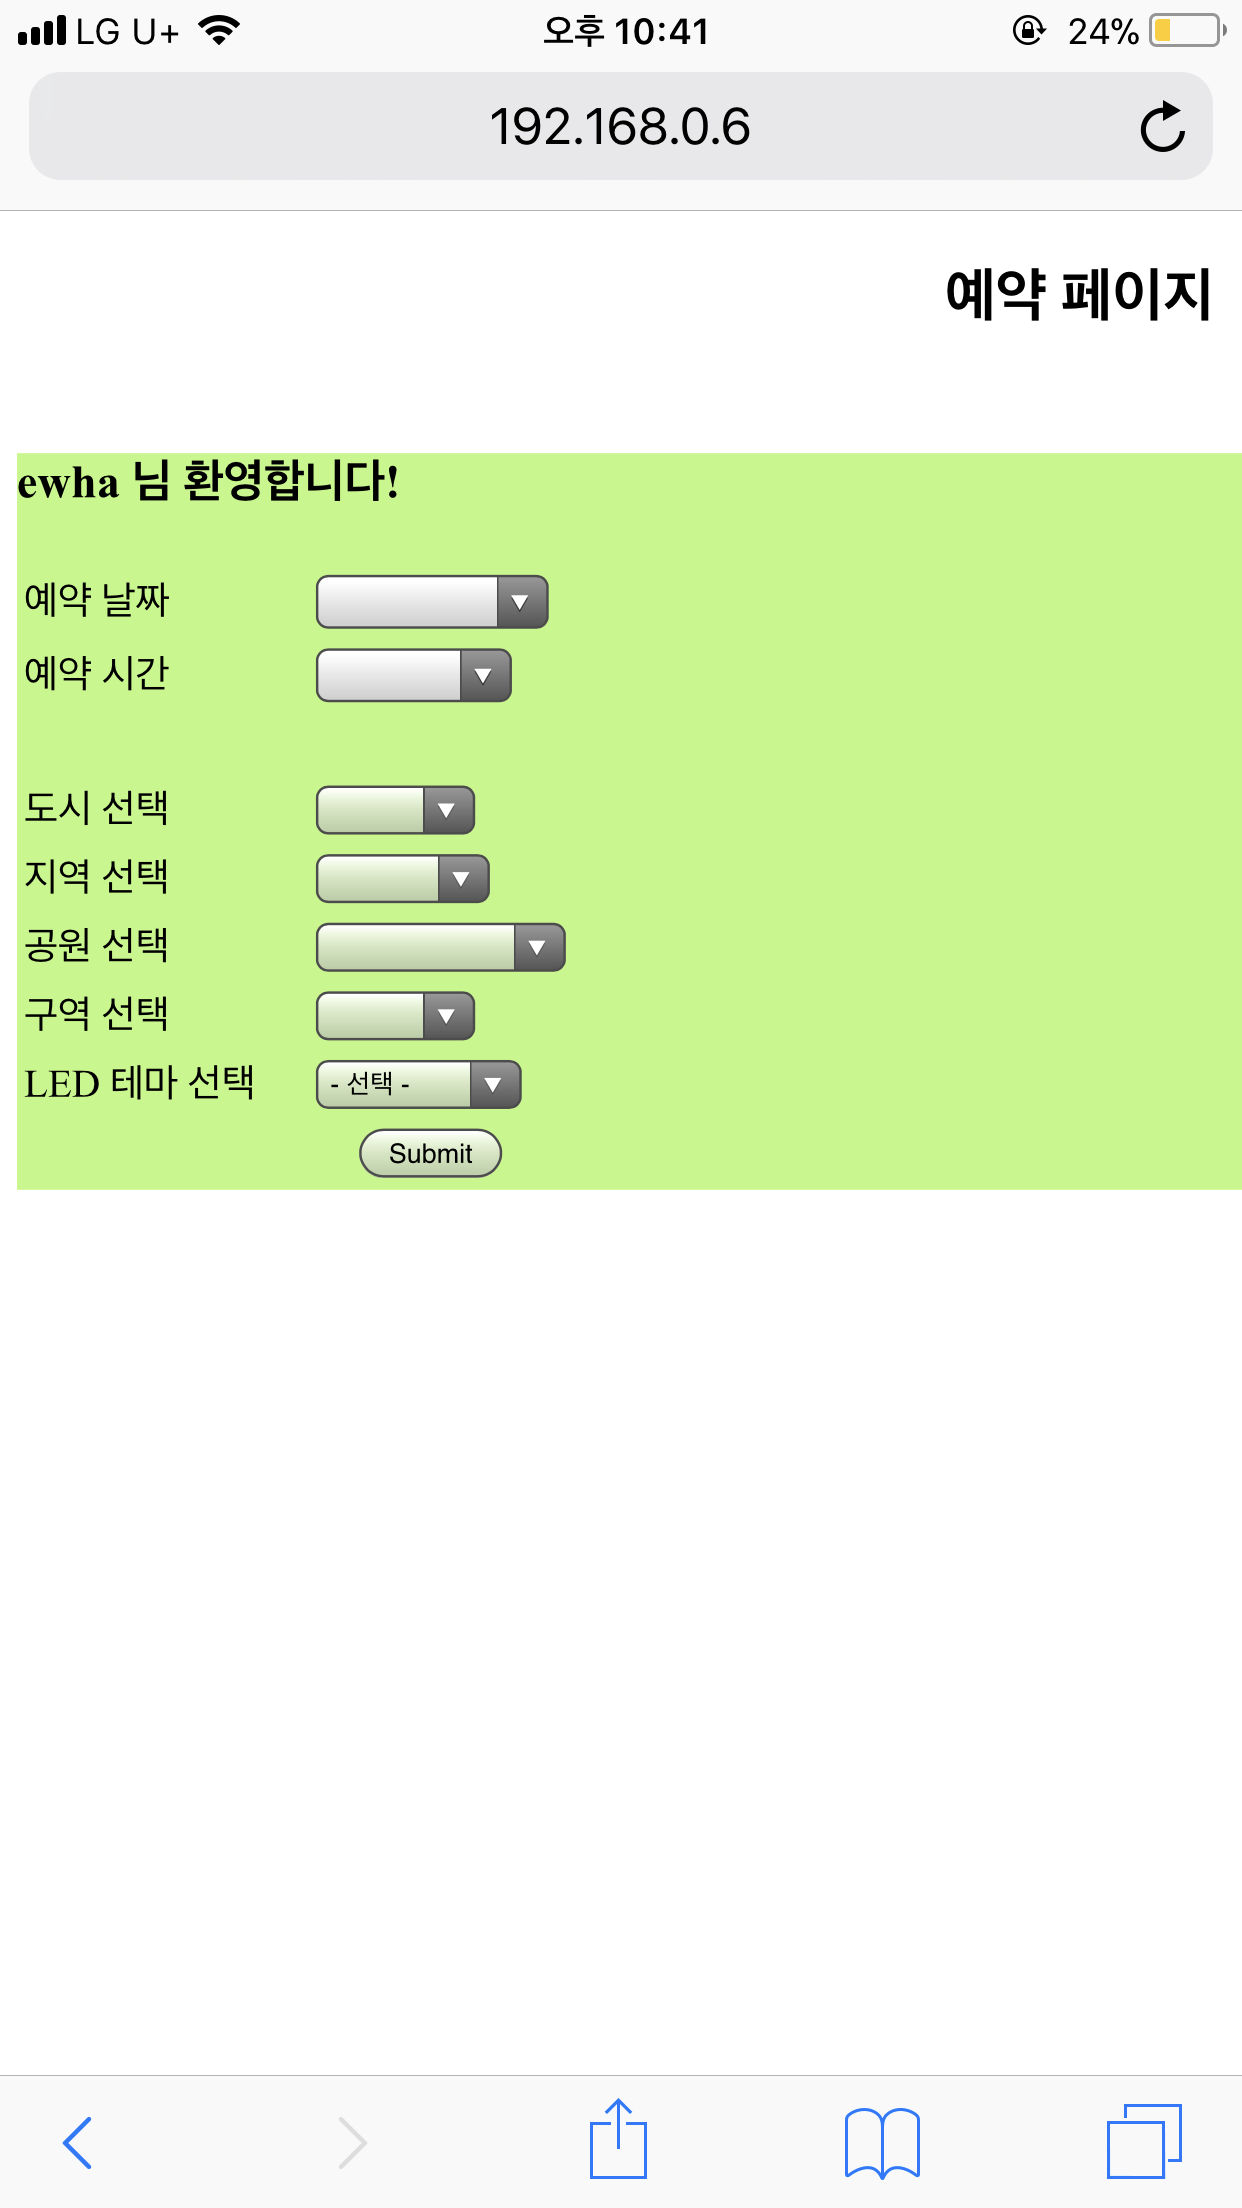 LG U+ 오후 10:41 24%
192.168.0.6
예약 페이지
ewha 님 환영합니다!
예약 날짜
예약 시간
도시 선택
지역 선택
공원 선택
구역 선택
LED 테마 선택 - 선택 -
Submit